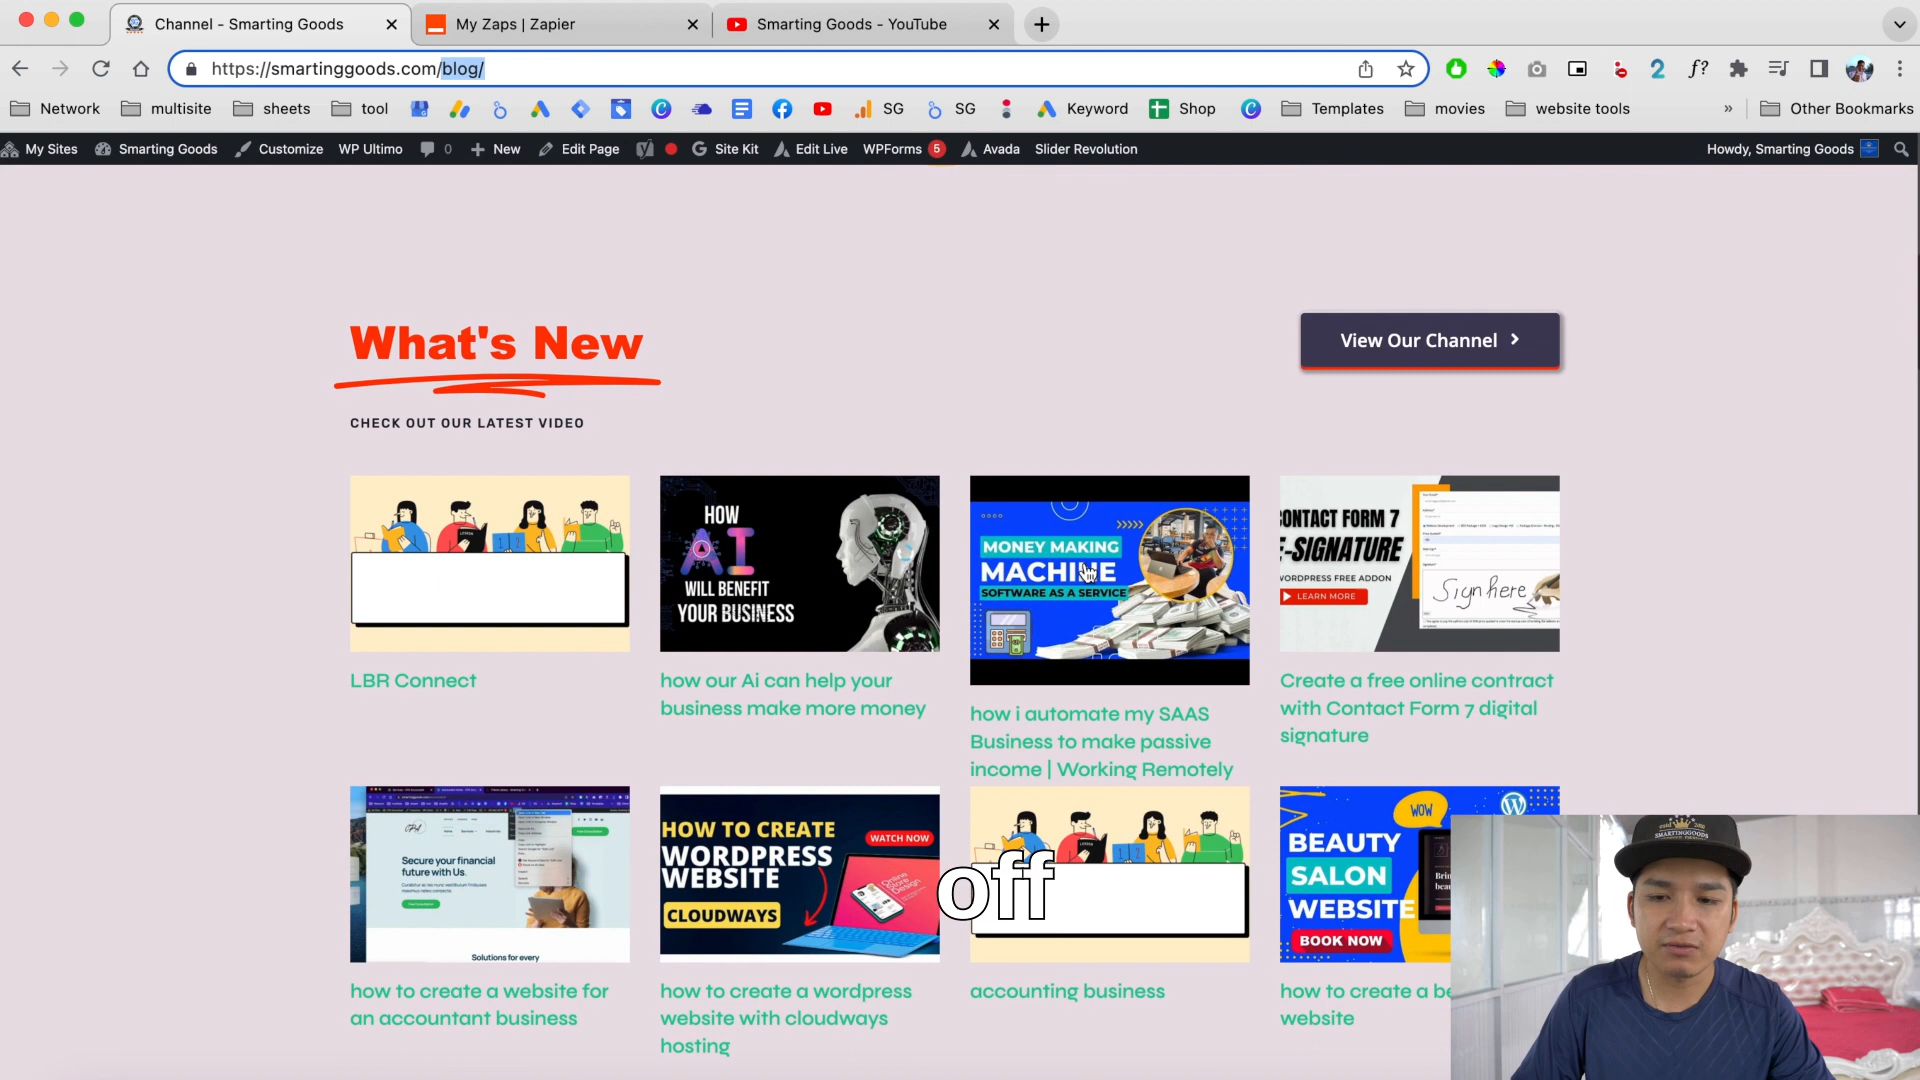 Channel - Smarting Goods
My Zaps | Zapier
Smarting Goods - YouTube
https://smartinggoods.com/blog/
2
f?
Network
multisite
sheets
tool
SG
SG
Keyword
Shop
Templates
movies
website tools
»
Other Bookmarks
My Sites
Smarting Goods
Customize
WP Ultimo
0
New
Edit Page
Site Kit
Edit Live
WPForms 5
Avada
Slider Revolution
Howdy, Smarting Goods
What's New
View Our Channel
CHECK OUT OUR LATEST VIDEO
HOW
AI
WILL BENEFIT
YOUR BUSINESS
MONEY MAKING
MACHINE
SOFTWARE AS A SERVICE
CONTACT FORM 7
E-SIGNATURE
WORDPRESS FREE ADDON
LEARN MORE
Sign here
LBR Connect
how our Ai can help your
business make more money
how i automate my SAAS
Business to make passive
income | Working Remotely
Create a free online contract
with Contact Form 7 digital
signature
CPA
Secure your financial
future with Us.
Solutions for every
HOW TO CREATE
WORDPRESS
WEBSITE
CLOUDWAYS
WATCH NOW
Online
Store
Design
off
WOW
BEAUTY
SALON
WEBSITE
BOOK NOW
SMARTINGGOODS
how to create a website for
an accountant business
how to create a wordpress
website with cloudways
hosting
accounting business
how to create a be
website